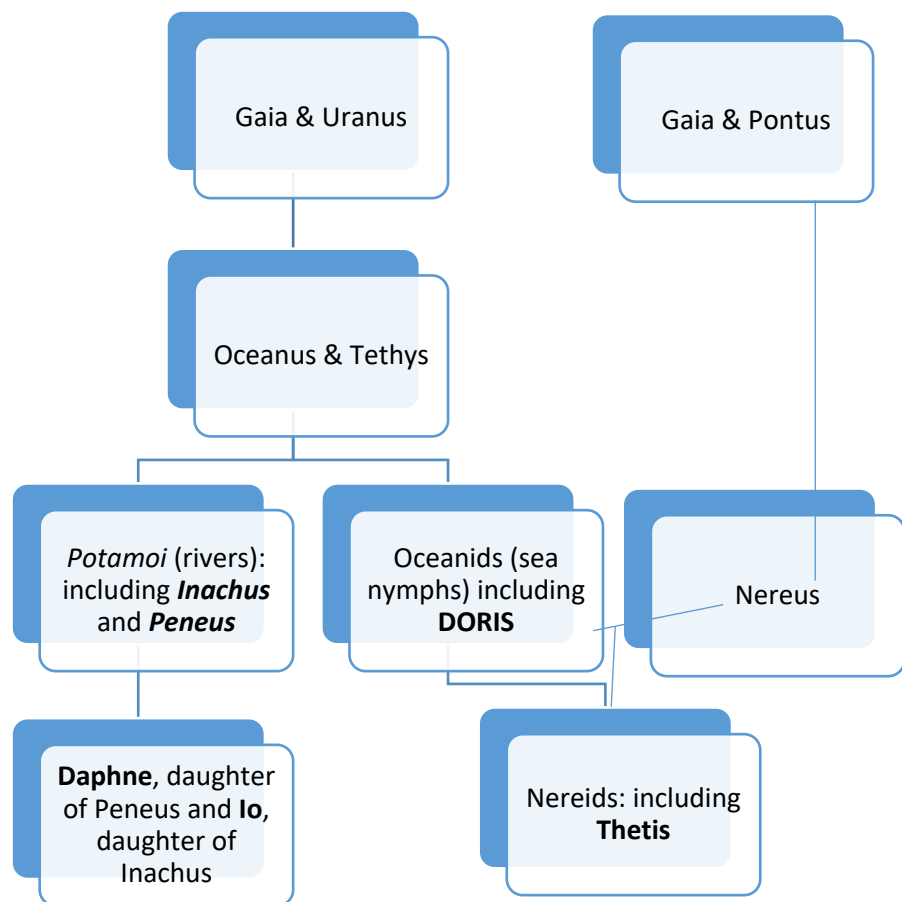 Gaia & Uranus
Gaia & Pontus
Oceanus & Tethys
Potamoi (rivers):
including Inachus
and Peneus
Oceanids (sea
nymphs) including
DORIS
Nereus
Daphne, daughter
of Peneus and Io,
daughter of
Inachus
Nereids: including
Thetis